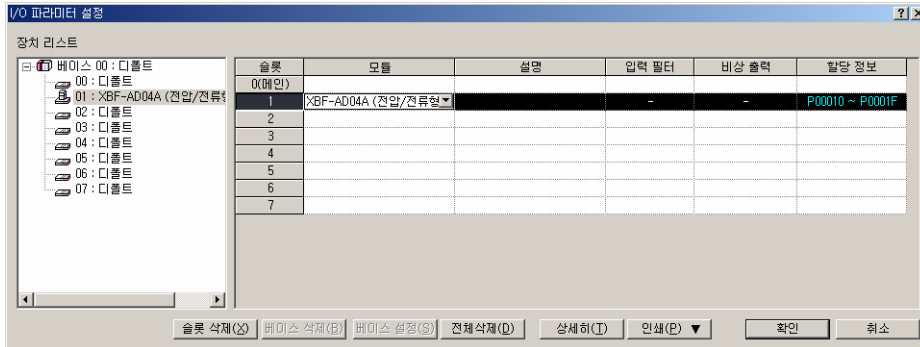 I/O 파라미터 설정
장치 리스트
베이스 00 : 디폴트
00 : 디폴트
01 : XBF-AD04A (전압/전류형
02 : 디폴트
03 : 디폴트
04 : 디폴트
05 : 디폴트
06 : 디폴트
07 : 디폴트
슬롯 모듈 설명 입력 필터 비상 출력 할당 정보
0(메인)
1 XBF-AD04A (전압/전류형 - - P00010 ~ P0001F
2
3
4
5
6
7
슬롯 삭제(X) 베이스 삭제(B) 베이스 설정(S) 전체삭제(D) 상세히(T) 인쇄(P) ▼ 확인 취소